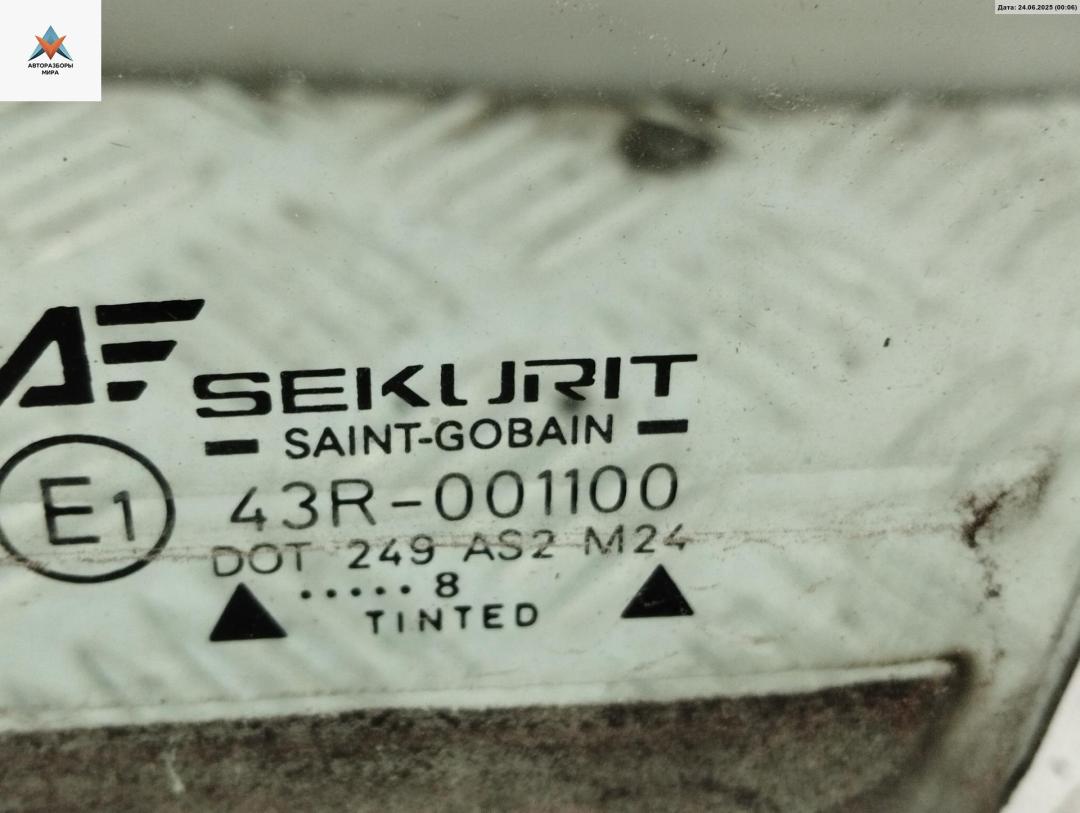 Дата: 24.06.2025 (00:06)
АВТОРАЗБОРЫ
МИРА
SEKURIT
SAINT-GOBAIN
E1
43R-001100
DOT 249 AS2 M24
.....8
TINTED